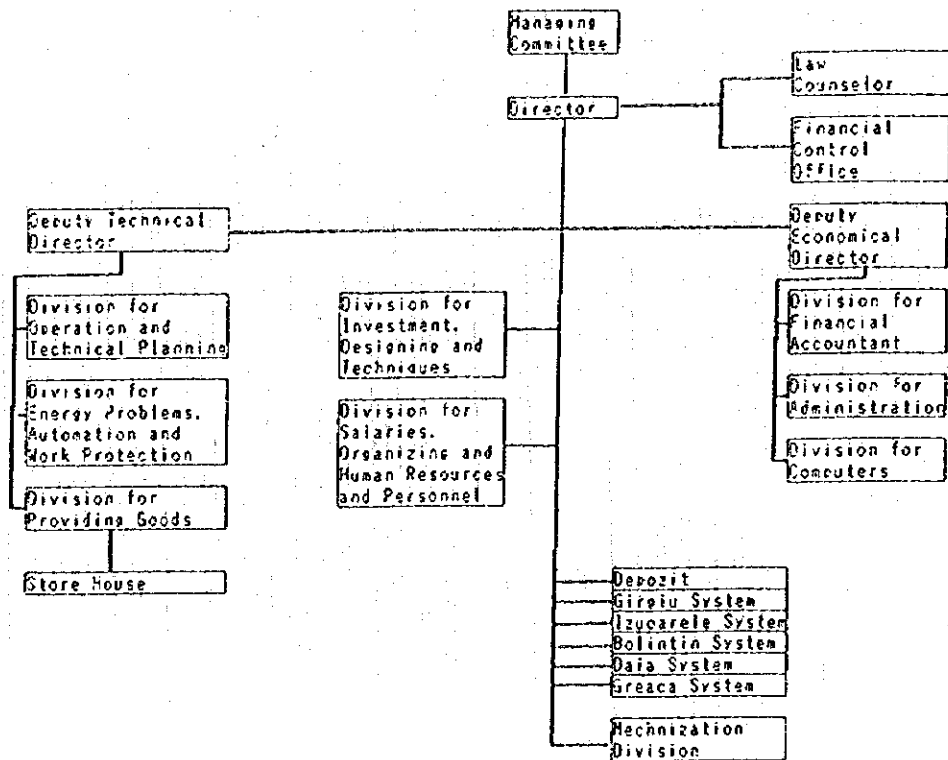 Managing
Committee
Director
Law
Counselor
Financial
Control
Office
Deputy Technical
Director
Deputy
Economical
Director
Division for
Operation and
Technical Planning
Division for
Energy Problems.
Automation and
Work Protection
Division for
Providing Goods
Store House
Division for
Investment.
Designing and
Techniques
Division for
Salaries.
Organizing and
Human Resources
and Personnel
Division for
Financial
Accountant
Division for
Administration
Division for
Computers
Depozit
Girgiu System
Izvoarele System
Bolintin System
Daia System
Greaca System
Mechnization
Division